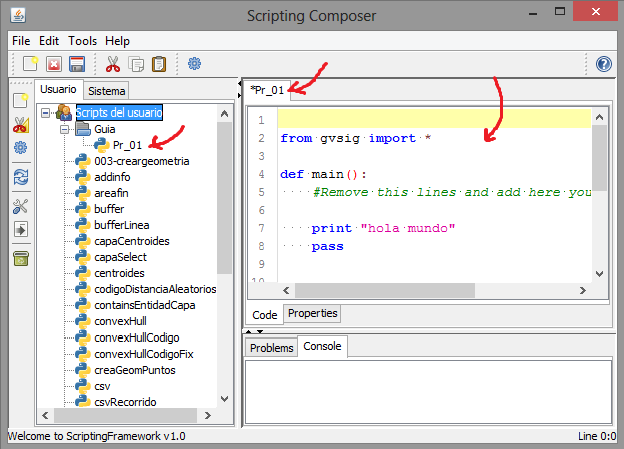 Scripting Composer
File Edit Tools Help
Usuario Sistema
Scripts del usuario
Guia
Pr_01
003-creargeometria
addinfo
areafin
buffer
bufferLinea
capaCentroides
capaSelect
centroides
codigoDistanciaAleatorios
containsEntidadCapa
convexHull
convexHullCodigo
convexHullCodigoFix
creaGeomPuntos
csv
csvRecorrido
*Pr_01
1
2 from gvsig import *
3
4 def main():
5 #Remove this lines and add here you
6
7 print "hola mundo"
8 pass
9
10
Code Properties
Problems Console
Welcome to ScriptingFramework v1.0 Line 0:0